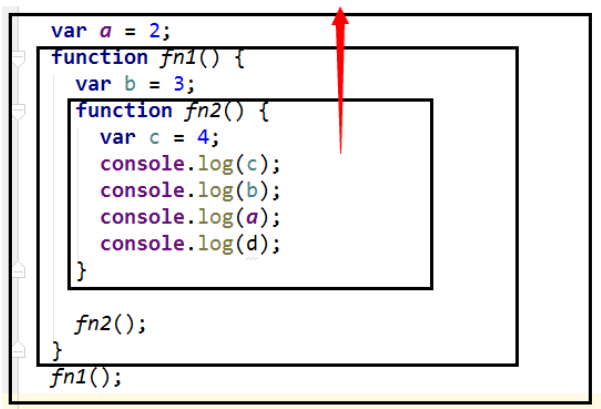 var a = 2;
function fn1() {
var b = 3;
function fn2() {
var c = 4;
console.log(c);
console.log(b);
console.log(a);
console.log(d);
}
fn2();
}
fn1();